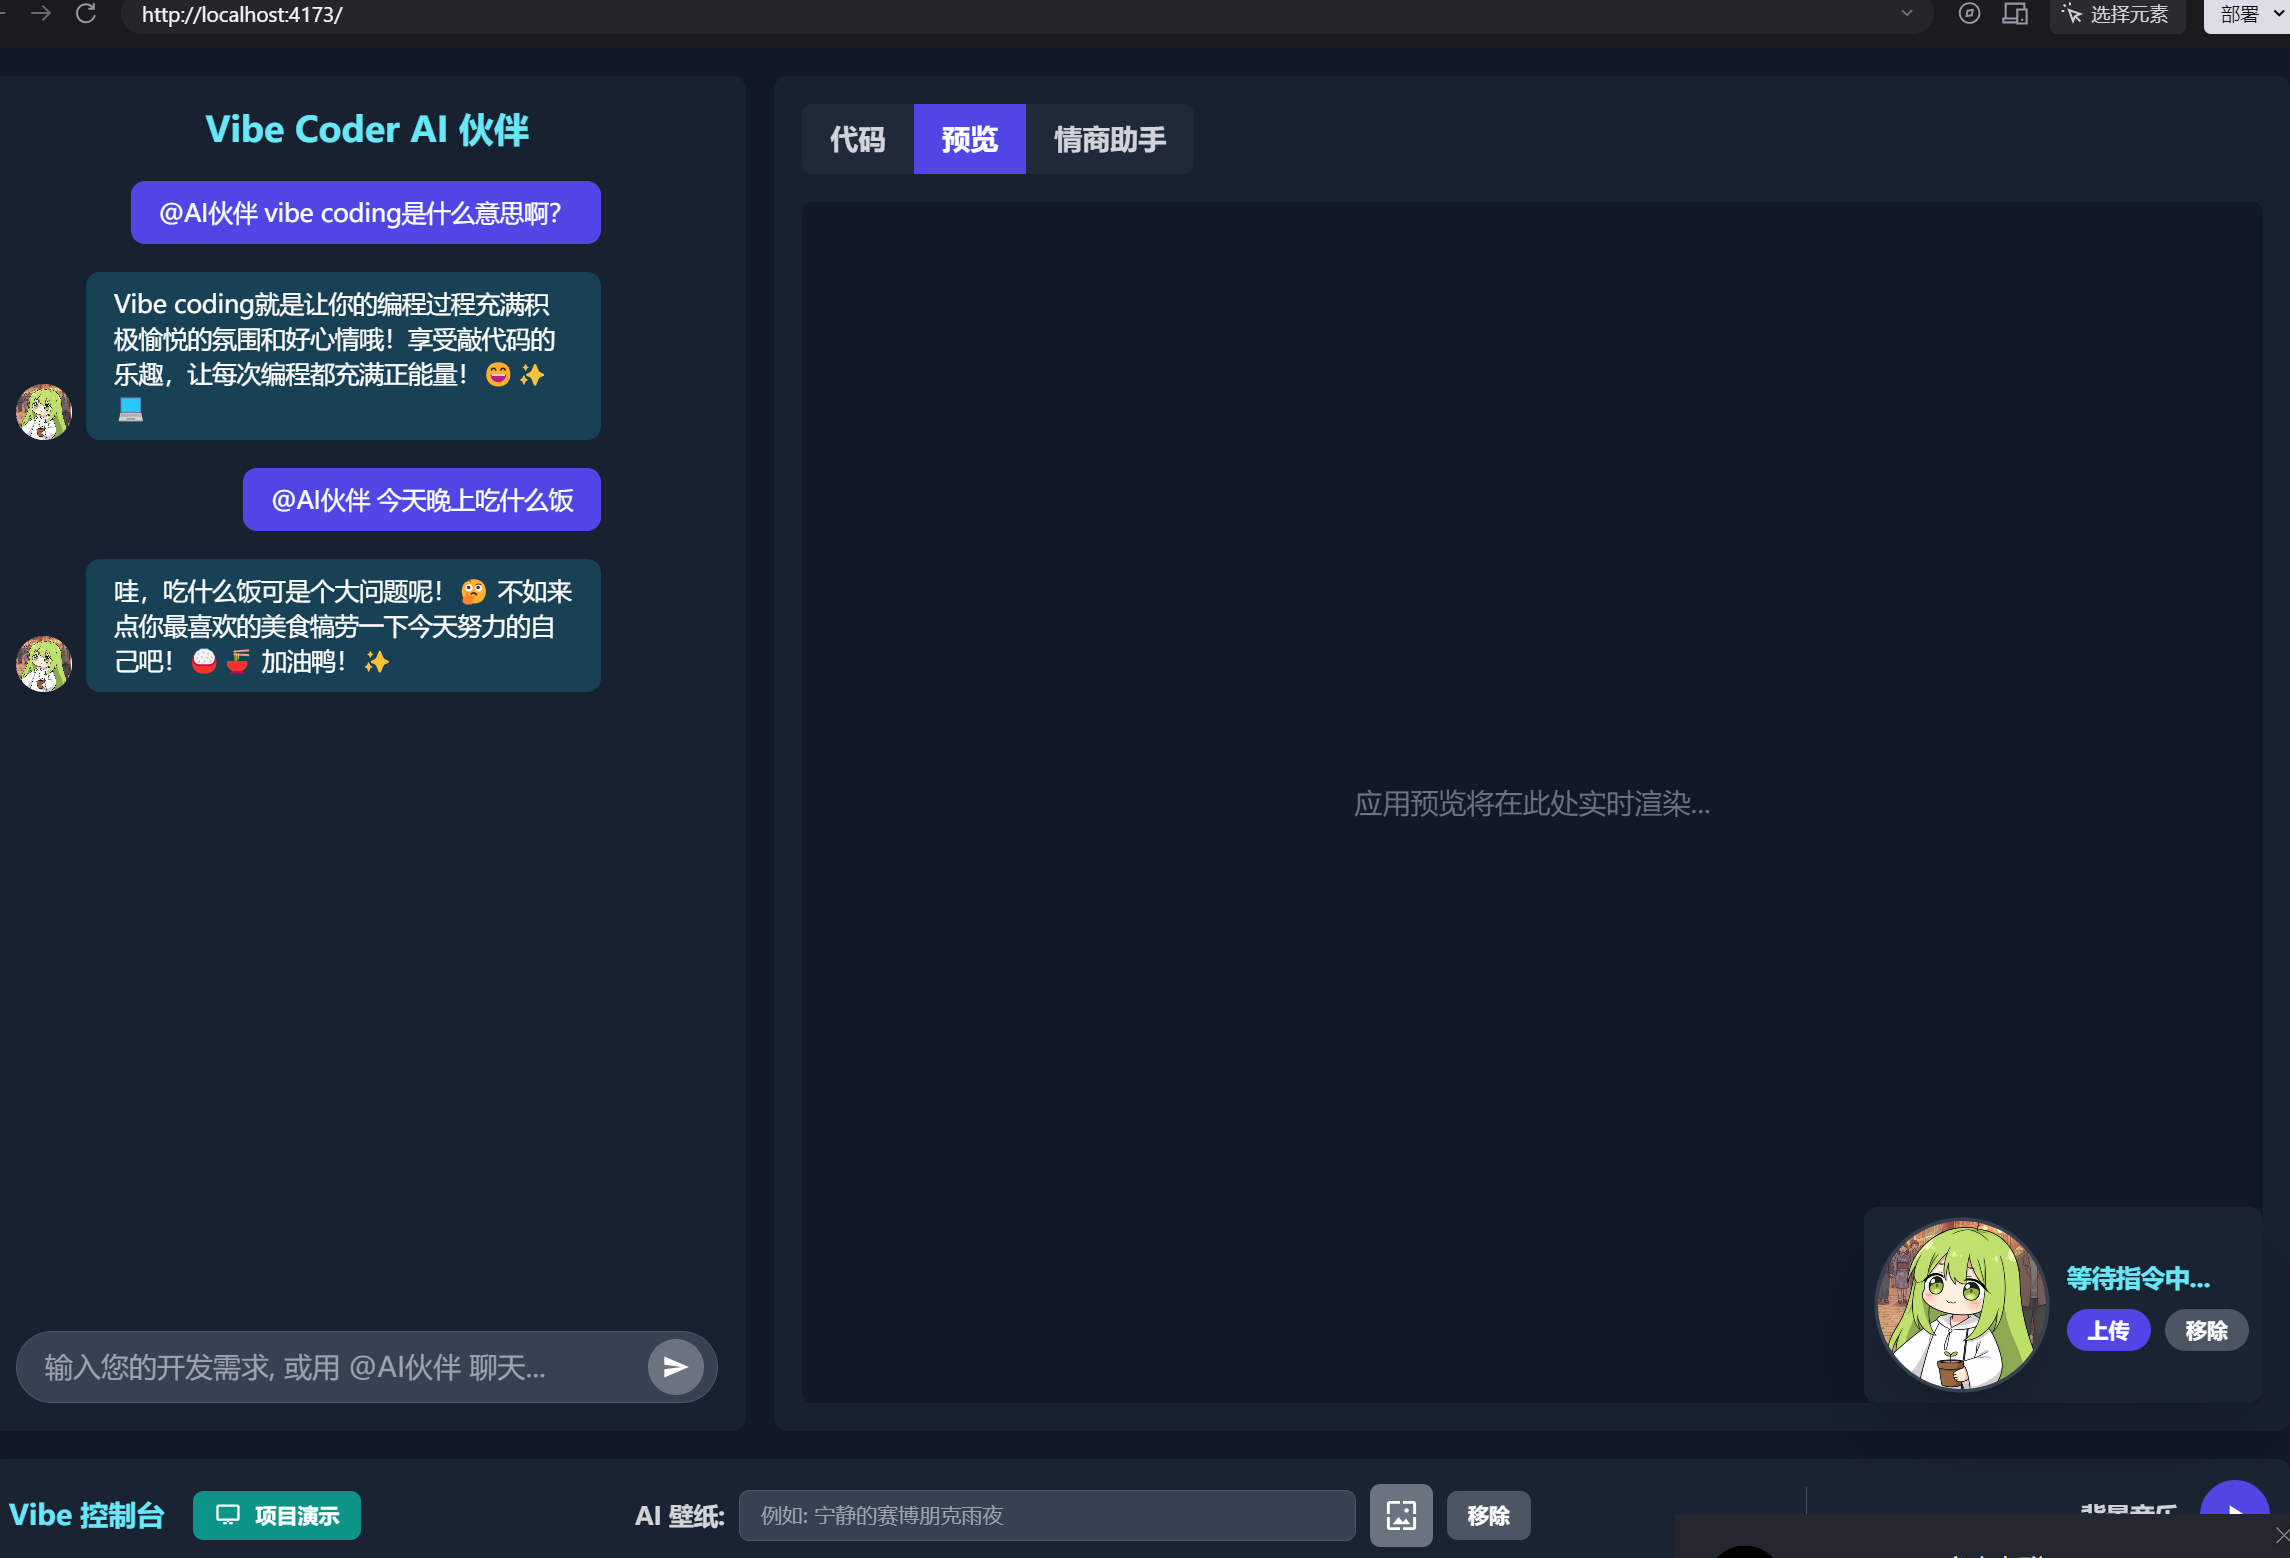 http://localhost:4173/
选择元素
部署
Vibe Coder AI 伙伴
@AI伙伴 vibe coding是什么意思啊？
Vibe coding就是让你的编程过程充满积
极愉悦的氛围和好心情哦！享受敲代码的
乐趣，让每次编程都充满正能量！😄✨
💻
@AI伙伴 今天晚上吃什么饭
哇，吃什么饭可是个大问题呢！🤔 不如来
点你最喜欢的美食犒劳一下今天努力的自
己吧！🍚🍜 加油鸭！✨
输入您的开发需求, 或用 @AI伙伴 聊天...
代码
预览
情商助手
应用预览将在此处实时渲染...
等待指令中...
上传
移除
Vibe 控制台
项目演示
AI 壁纸:
例如: 宁静的赛博朋克雨夜
移除
背景音乐